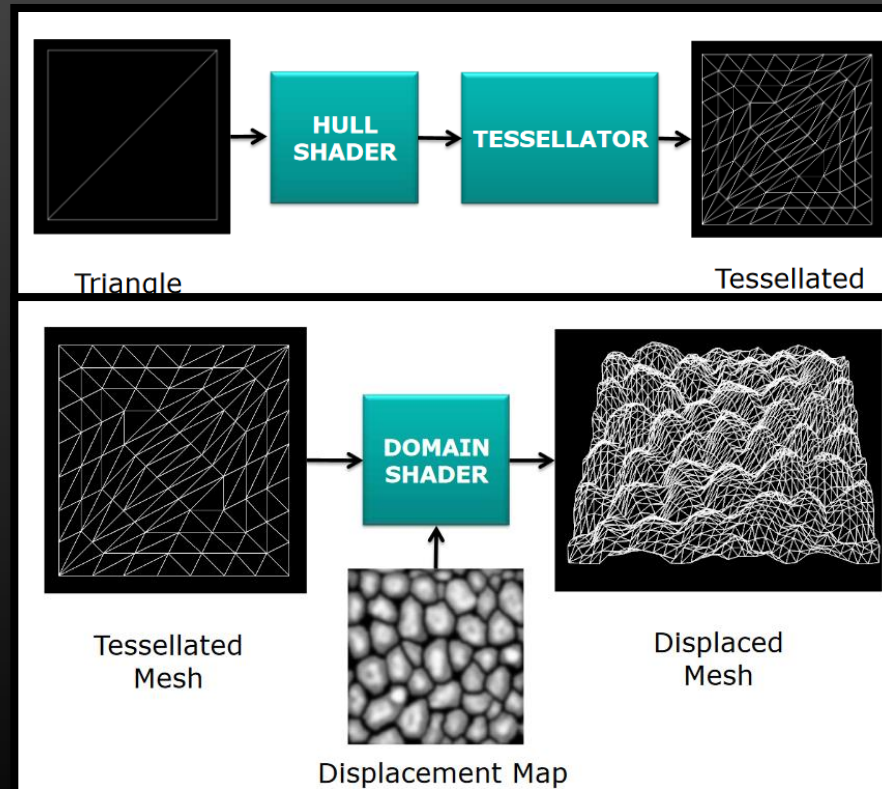 HULL
SHADER
TESSELLATOR
Triangle
Tessellated
DOMAIN
SHADER
Tessellated
Mesh
Displaced
Mesh
Displacement Map